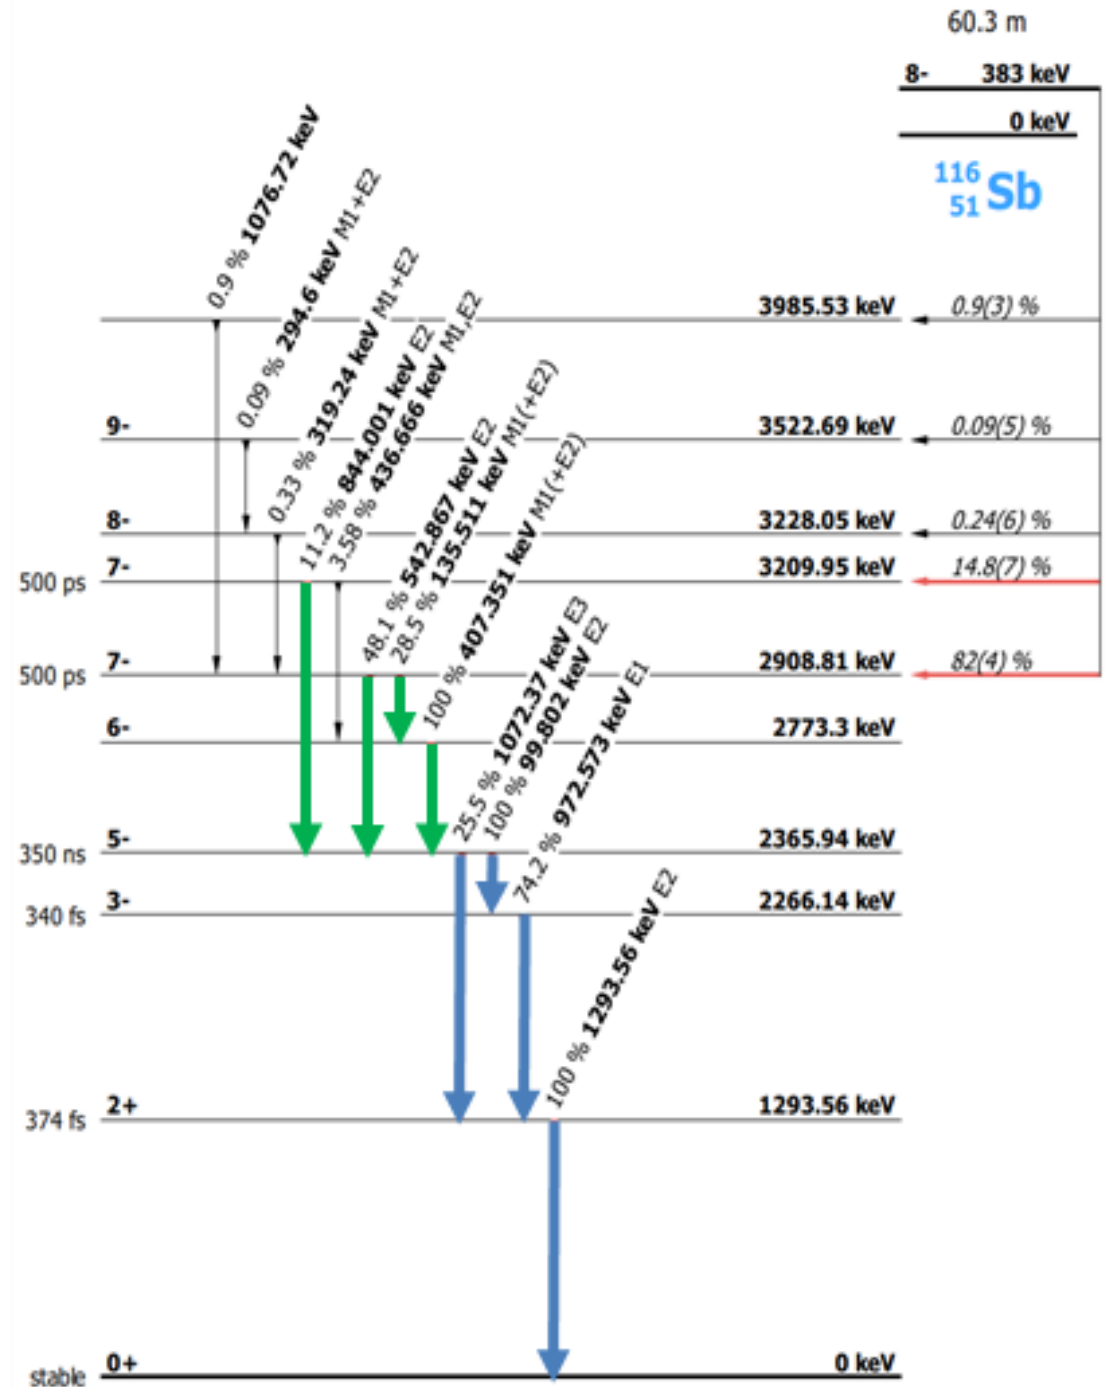 60.3 m
8- 383 keV
0 keV
116
51 Sb
0.9 % 1076.72 keV
0.09 % 294.6 keV M1+E2
0.33 % 319.24 keV M1+E2
11.2 % 844.001 keV E2
3.58 % 436.666 keV M1,E2
48.1 % 542.867 keV E2
28.5 % 135.511 keV M1(+E2)
100 % 407.351 keV M1(+E2)
25.5 % 1072.37 keV E3
100 % 99.802 keV E2
74.2 % 972.573 keV E1
100 % 1293.56 keV E2
3985.53 keV 0.9(3) %
9- 3522.69 keV 0.09(5) %
8- 3228.05 keV 0.24(6) %
500 ps 7- 3209.95 keV 14.8(7) %
500 ps 7- 2908.81 keV 82(4) %
6- 2773.3 keV
350 ns 5- 2365.94 keV
340 fs 3- 2266.14 keV
374 fs 2+ 1293.56 keV
stable 0+ 0 keV